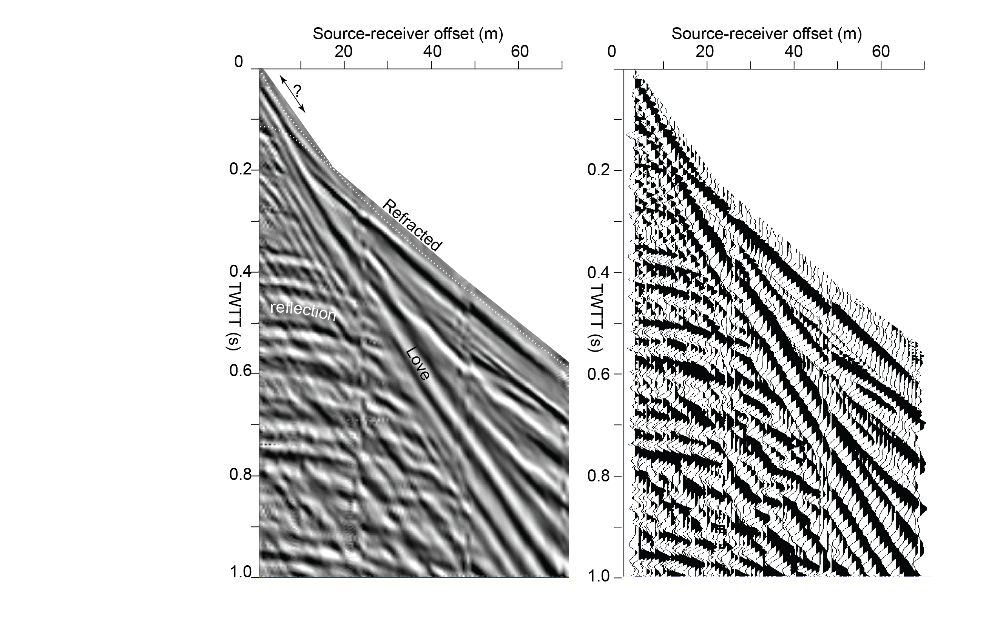 Source-receiver offset (m)
0 20 40 60
?
Refracted
0.2
0.4
TWTT (s)
reflection
Love
0.6
0.8
1.0
Source-receiver offset (m)
0 20 40 60
0.2
0.4
TWTT (s)
0.6
0.8
1.0